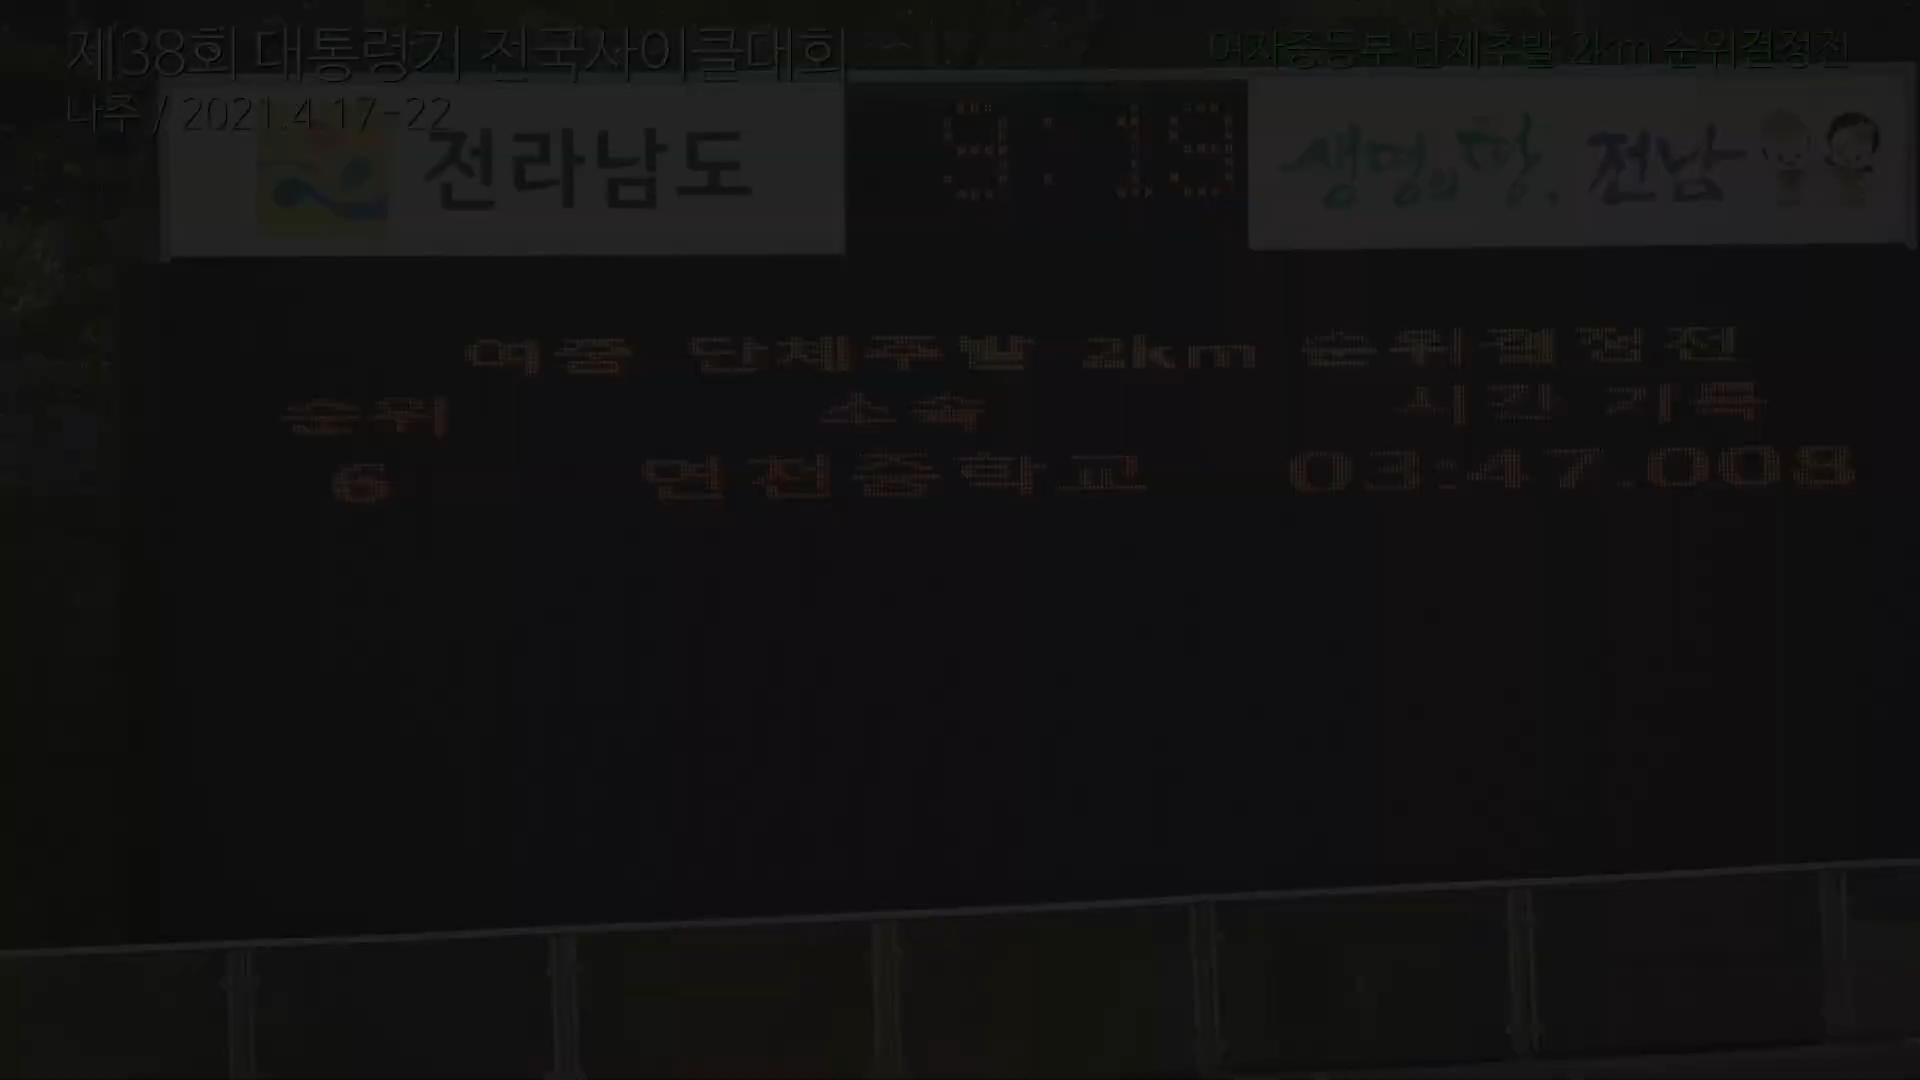 제38회 대통령기 전국사이클대회
나주 / 2021.4.17-22
여자중등부 단체추발 2km 순위결정전
전라남도
9:19
생명의 땅, 전남
여중 단체추발 2km 순위결정전
순위 소속 시간 기록
6 연천중학교 03:47.008